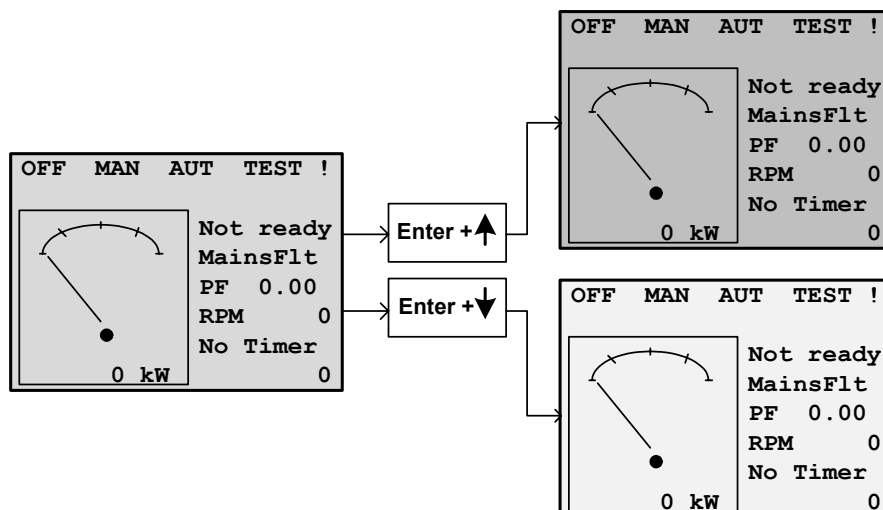 OFF MAN AUT TEST !
Not ready
MainsFlt
PF 0.00
RPM 0
No Timer
0 kW 0
Enter +
Enter +
OFF MAN AUT TEST !
Not ready
MainsFlt
PF 0.00
RPM 0
No Timer
0 kW 0
OFF MAN AUT TEST !
Not ready
MainsFlt
PF 0.00
RPM 0
No Timer
0 kW 0